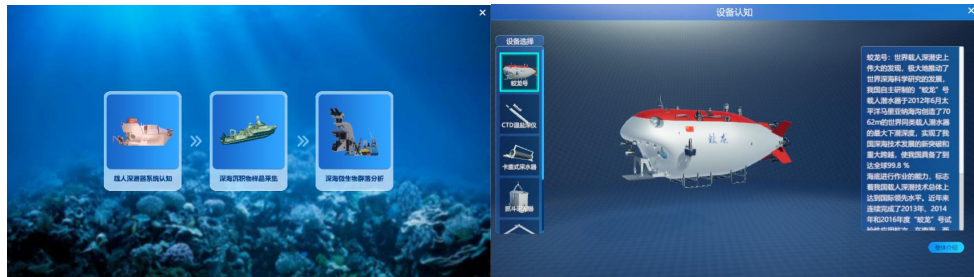 载人深潜器系统认知
深海沉积物样品采集
深海微生物群落分析
设备认知
设备选择
蛟龙号
CTD温盐深仪
卡盖式采水器
抓斗采泥器
蛟龙
蛟龙号：世界载人深潜史上
伟大的发现，极大地推动了
世界深海科学研究的发展，
我国自主研制的“蛟龙”号
载人潜水器于2012年6月太
平洋马里亚纳海沟创造了70
62m的世界同类载人潜水器
的最大下潜深度，实现了我
国深海技术发展的新突破和
重大跨越，使我国具备了到
达全球99.8 %
海底进行作业的能力，标志
着我国载人深潜技术总体上
达到国际领先水平。近年来
连续完成了2013年、2014
年和2016年度“蛟龙”号试